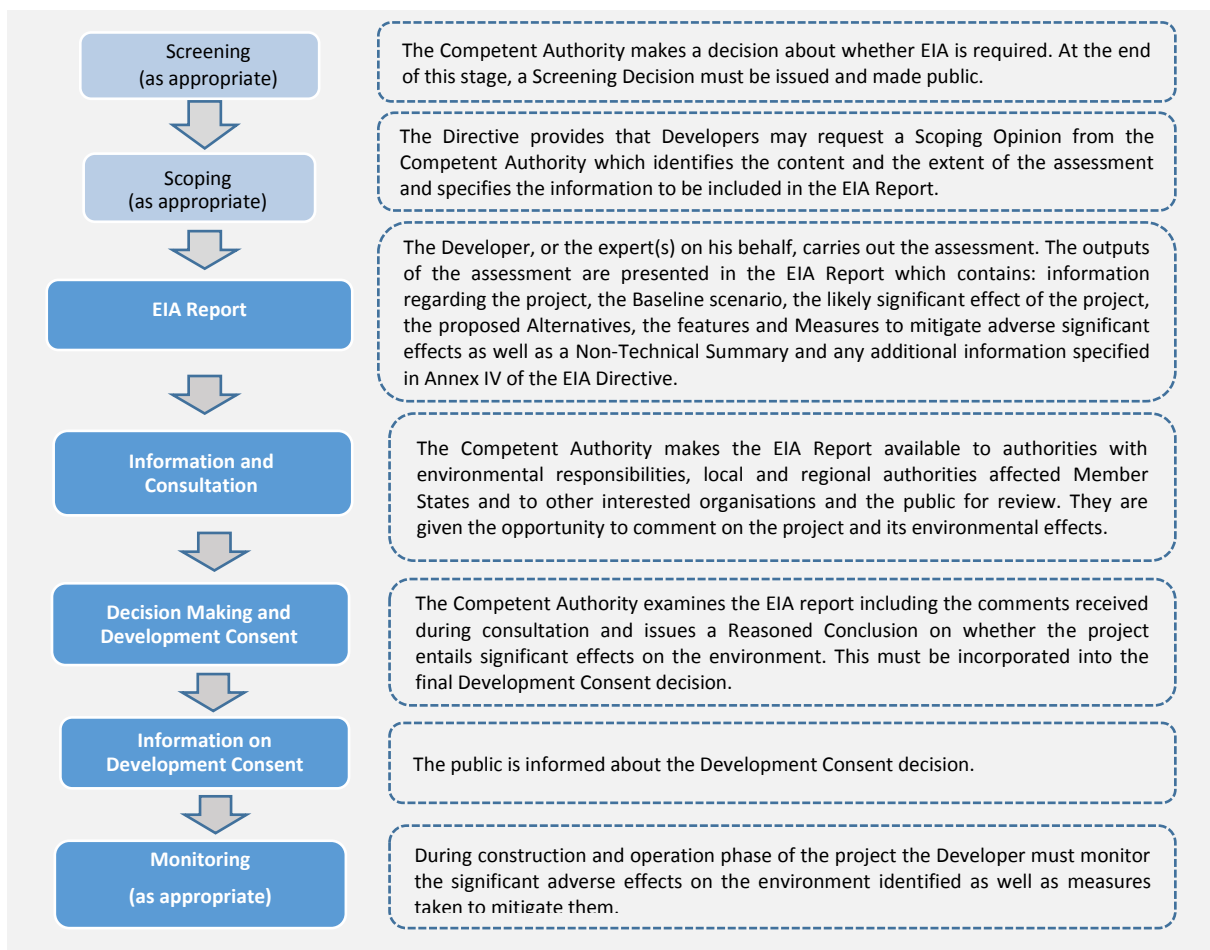 Screening
(as appropriate)
The Competent Authority makes a decision about whether EIA is required. At the end
of this stage, a Screening Decision must be issued and made public.
Scoping
(as appropriate)
The Directive provides that Developers may request a Scoping Opinion from the
Competent Authority which identifies the content and the extent of the assessment
and specifies the information to be included in the EIA Report.
EIA Report
The Developer, or the expert(s) on his behalf, carries out the assessment. The outputs
of the assessment are presented in the EIA Report which contains: information
regarding the project, the Baseline scenario, the likely significant effect of the project,
the proposed Alternatives, the features and Measures to mitigate adverse significant
effects as well as a Non-Technical Summary and any additional information specified
in Annex IV of the EIA Directive.
Information and
Consultation
The Competent Authority makes the EIA Report available to authorities with
environmental responsibilities, local and regional authorities affected Member
States and to other interested organisations and the public for review. They are
given the opportunity to comment on the project and its environmental effects.
Decision Making and
Development Consent
The Competent Authority examines the EIA report including the comments received
during consultation and issues a Reasoned Conclusion on whether the project
entails significant effects on the environment. This must be incorporated into the
final Development Consent decision.
Information on
Development Consent
The public is informed about the Development Consent decision.
Monitoring
(as appropriate)
During construction and operation phase of the project the Developer must monitor
the significant adverse effects on the environment identified as well as measures
taken to mitigate them.